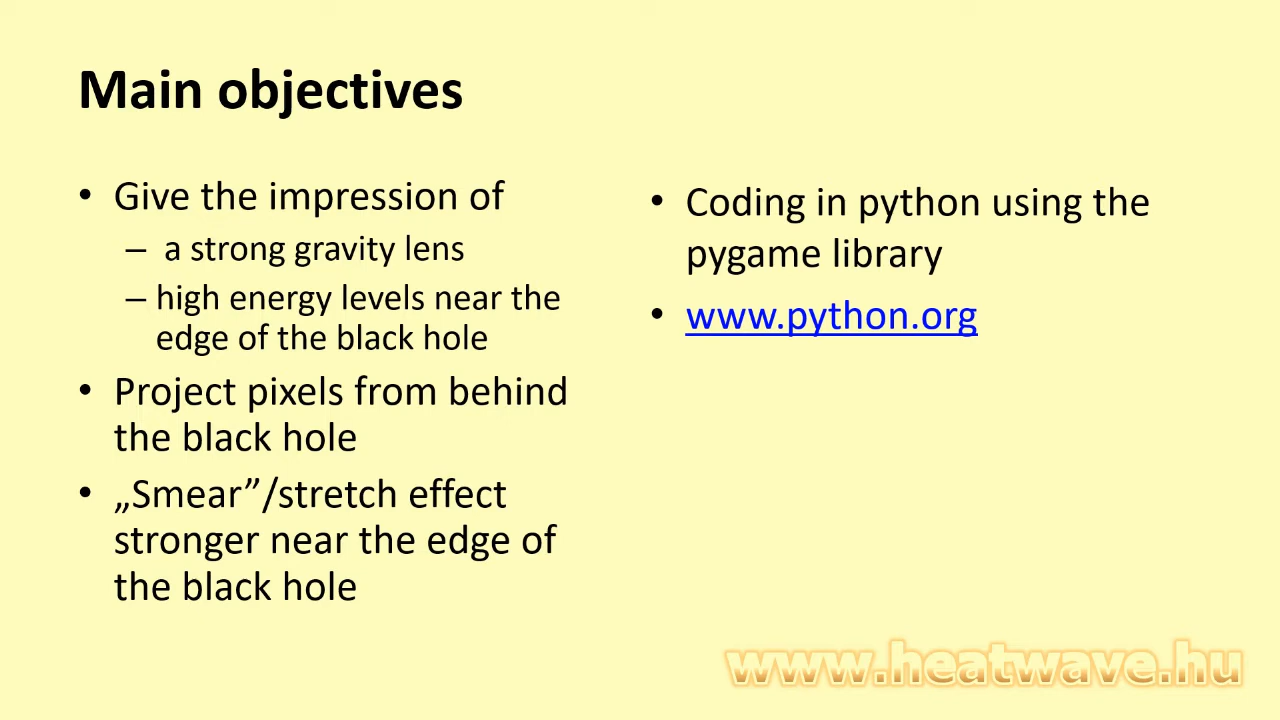 Main objectives
• Give the impression of
– a strong gravity lens
– high energy levels near the
edge of the black hole
• Project pixels from behind
the black hole
• „Smear”/stretch effect
stronger near the edge of
the black hole
• Coding in python using the
pygame library
• www.python.org
www.heatwave.hu